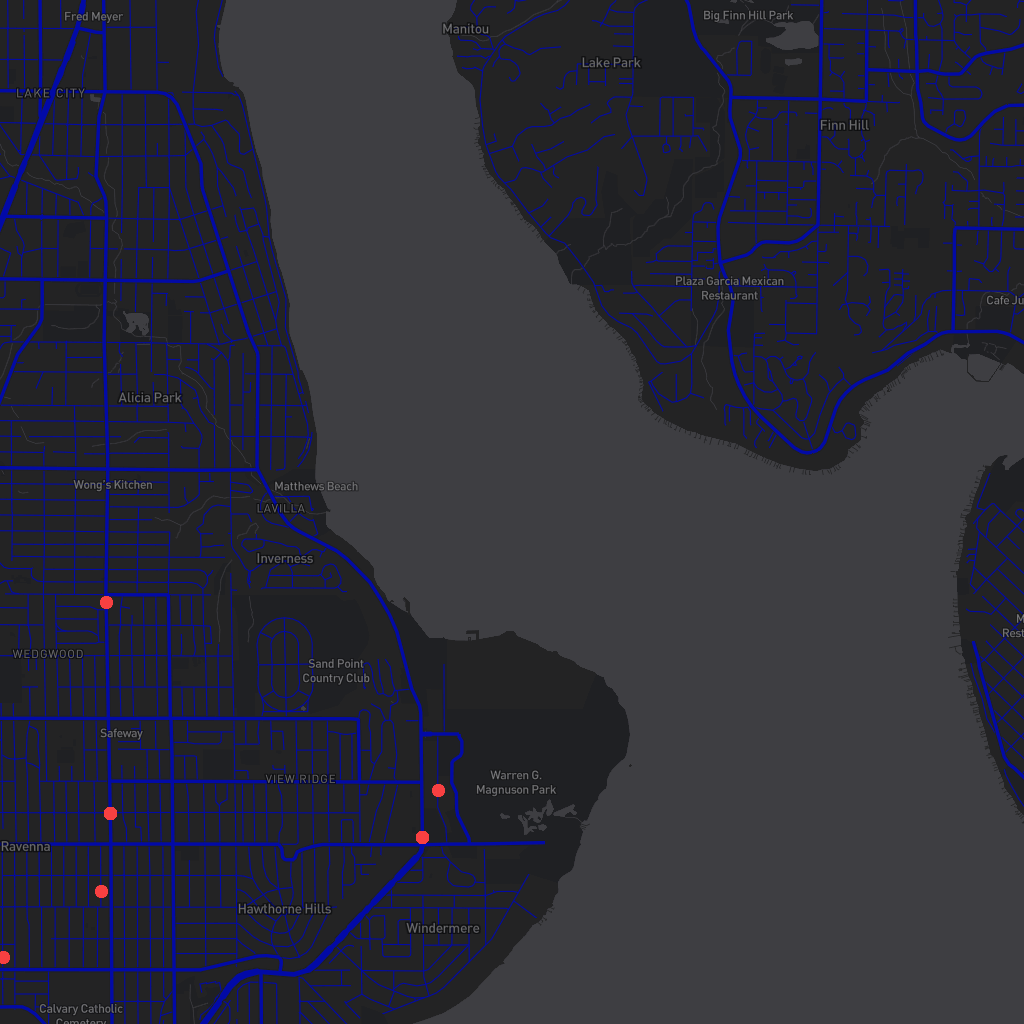 Fred Meyer
Big Finn Hill Park
Manitou
Lake Park
LAKE CITY
Finn Hill
Plaza Garcia Mexican
Restaurant
Cafe Ju
Alicia Park
Wong's Kitchen
Matthews Beach
LAVILLA
Inverness
M
Rest
WEDGWOOD
Sand Point
Country Club
Safeway
VIEW RIDGE
Warren G.
Magnuson Park
Ravenna
Hawthorne Hills
Windermere
Calvary Catholic
Cemetery